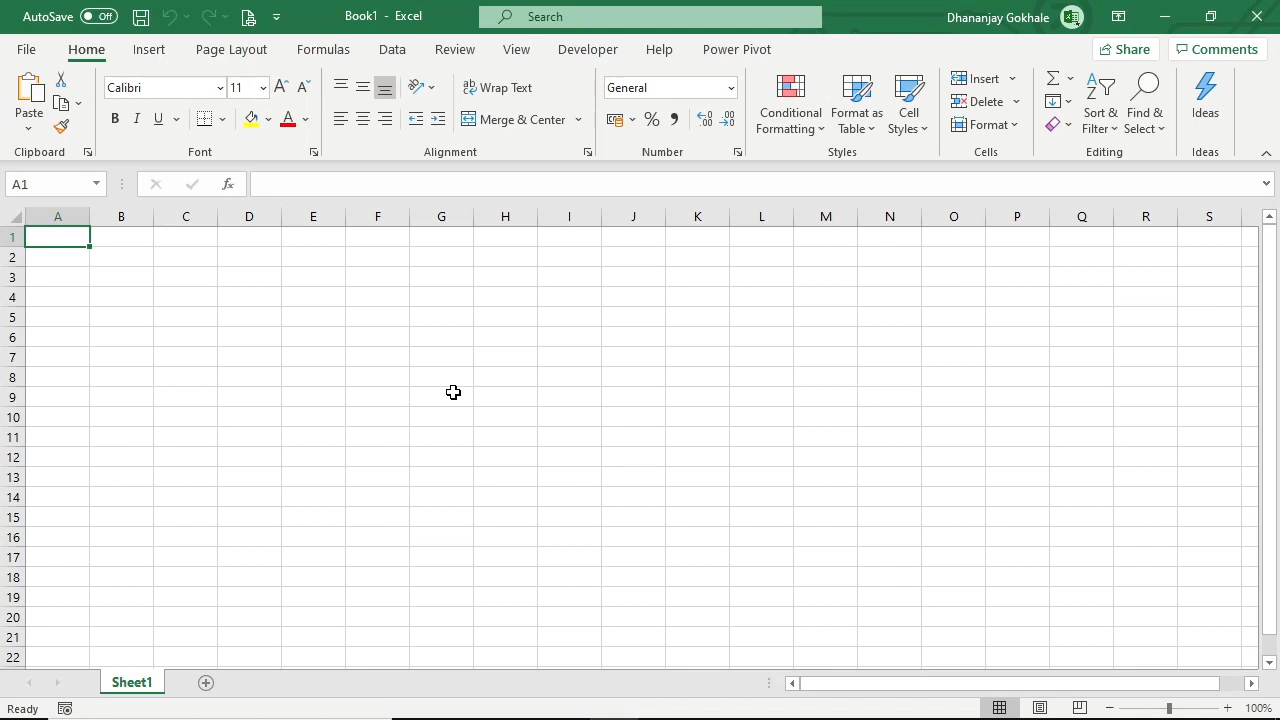 AutoSave Off Book1 - Excel Search Dhananjay Gokhale
File Home Insert Page Layout Formulas Data Review View Developer Help Power Pivot Share Comments
Paste
Clipboard
Calibri 11
B I U A
Font
Wrap Text
Merge & Center
Alignment
General
%
Number
Conditional Formatting
Format as Table
Cell Styles
Styles
Insert
Delete
Format
Cells
Sort & Filter
Find & Select
Editing
Ideas
Ideas
A1 fx
A B C D E F G H I J K L M N O P Q R S
1
2
3
4
5
6
7
8
9
10
11
12
13
14
15
16
17
18
19
20
21
22
Sheet1
Ready 100%